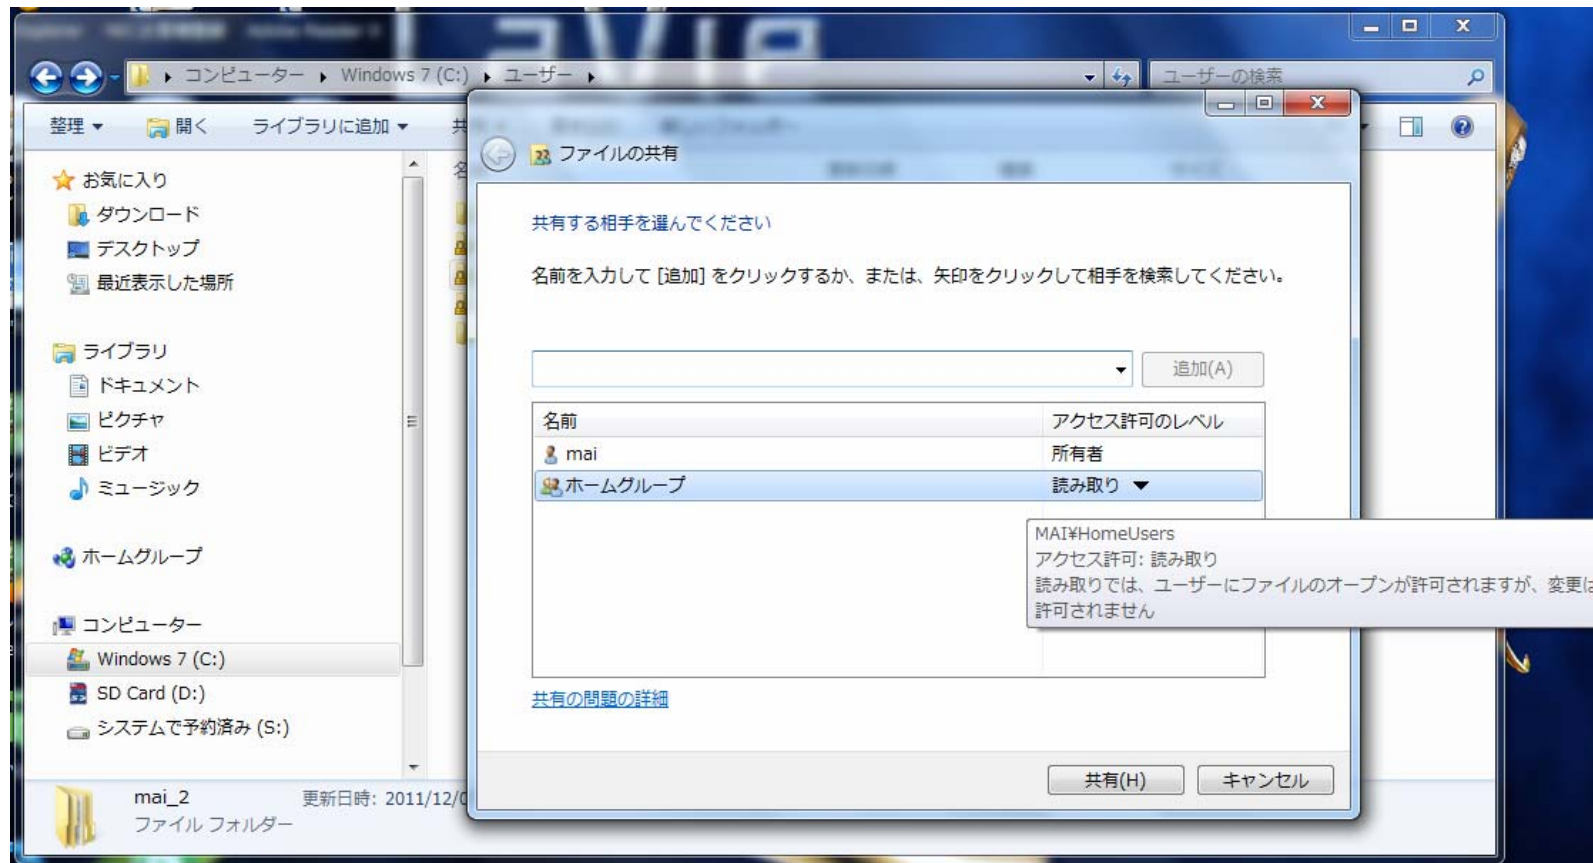 LaVie
コンピューター
Windows 7 (C:)
ユーザー
ユーザーの検索
整理
開く
ライブラリに追加
共
名
お気に入り
ダウンロード
デスクトップ
最近表示した場所
ライブラリ
ドキュメント
ピクチャ
ビデオ
ミュージック
ホームグループ
コンピューター
Windows 7 (C:)
SD Card (D:)
システムで予約済み (S:)
mai_2
更新日時: 2011/12/0
ファイル フォルダー
ファイルの共有
共有する相手を選んでください
名前を入力して [追加] をクリックするか、または、矢印をクリックして相手を検索してください。
追加(A)
名前 アクセス許可のレベル
mai 所有者
ホームグループ 読み取り
MAI¥HomeUsers
アクセス許可: 読み取り
読み取りでは、ユーザーにファイルのオープンが許可されますが、変更は
許可されません
共有の問題の詳細
共有(H) キャンセル